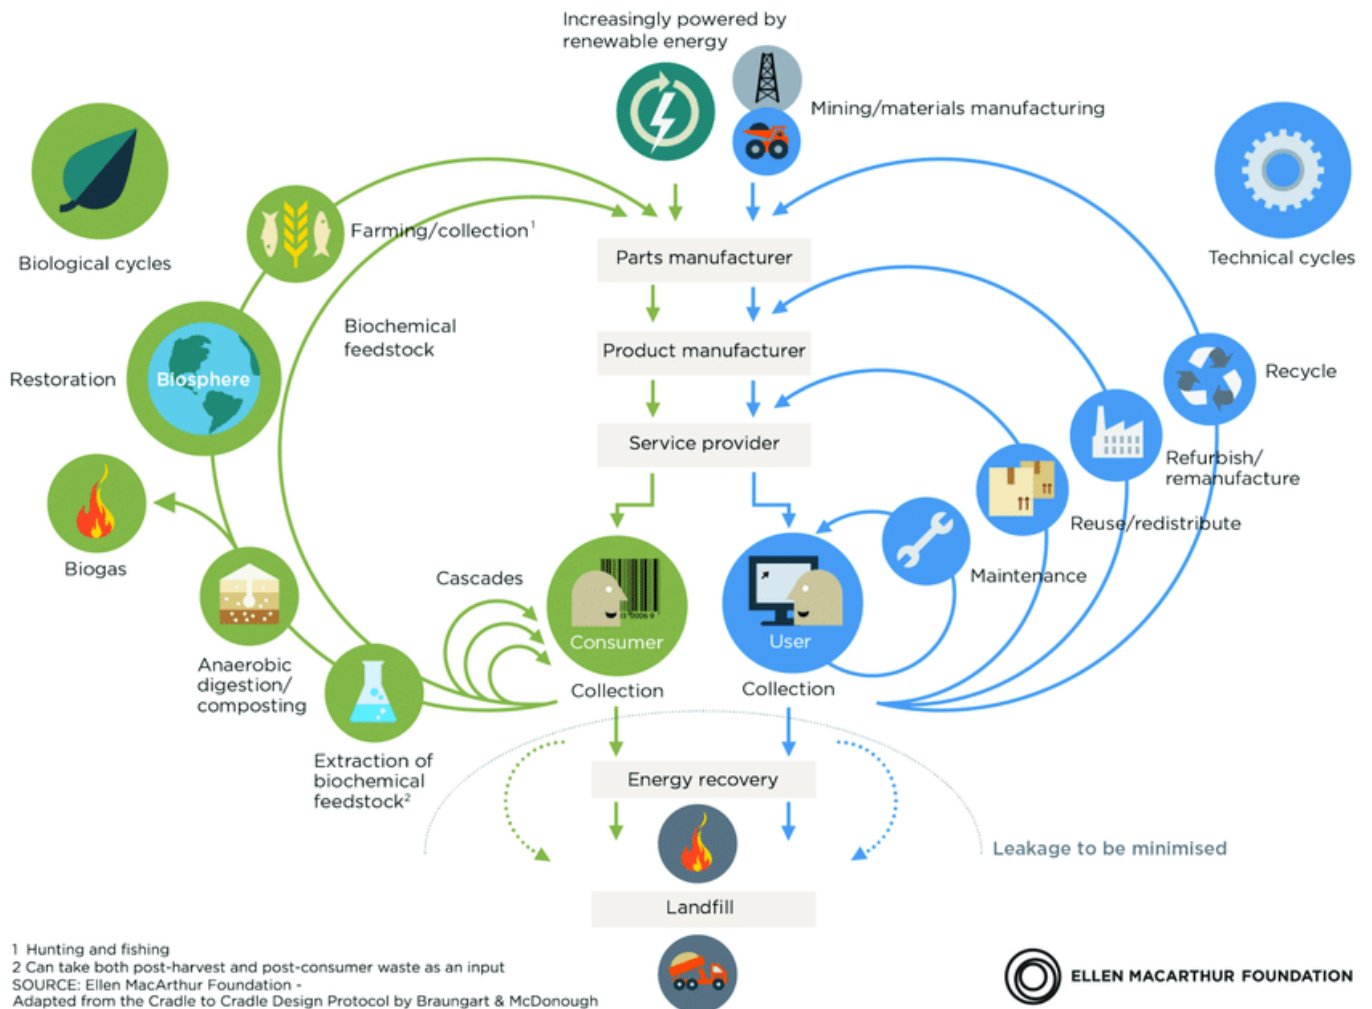 Increasingly powered by
renewable energy
Mining/materials manufacturing
Biological cycles
Farming/collection¹
Technical cycles
Parts manufacturer
Biochemical
feedstock
Product manufacturer
Restoration
Biosphere
Recycle
Service provider
Refurbish/
remanufacture
Reuse/redistribute
Biogas
Cascades
Maintenance
Consumer
User
Anaerobic
digestion/
composting
Collection
Collection
Extraction of
biochemical
feedstock²
Energy recovery
Leakage to be minimised
Landfill
1 Hunting and fishing
2 Can take both post-harvest and post-consumer waste as an input
SOURCE: Ellen MacArthur Foundation -
Adapted from the Cradle to Cradle Design Protocol by Braungart & McDonough
ELLEN MACARTHUR FOUNDATION